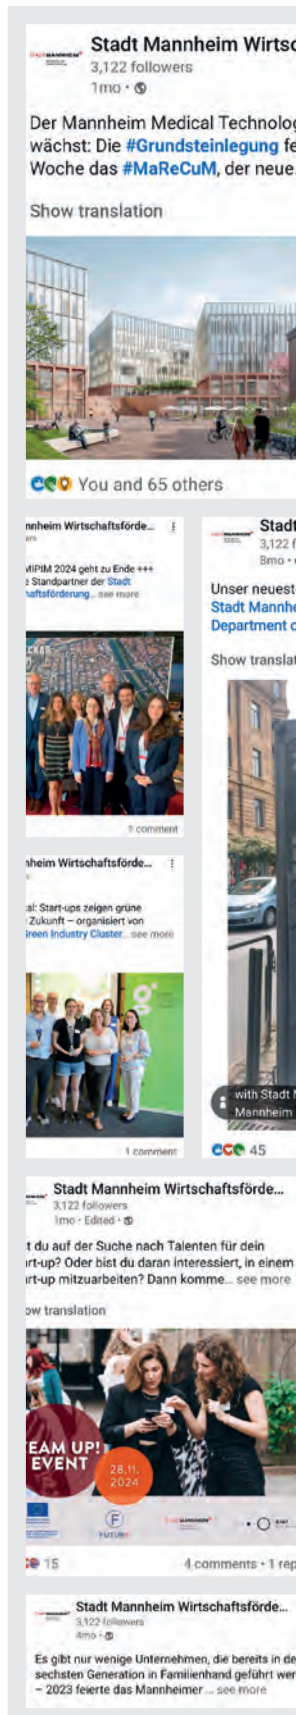 Stadt Mannheim Wirtsc
3,122 followers
1mo •
Der Mannheim Medical Technolog
wächst: Die #Grundsteinlegung fe
Woche das #MaReCuM, der neue
Show translation
You and 65 others
nnheim Wirtschaftsförde...
MIPIM 2024 geht zu Ende +++
e Standpartner der Stadt
haftsförderung... see more
1 comment
Stadt
3,122 f
8mo •
Unser neuest
Stadt Mannhe
Department o
Show translat
with Stadt M
Mannheim
45
nheim Wirtschaftsförde...
al: Start-ups zeigen grüne
Zukunft – organisiert von
Green Industry Cluster... see more
1 comment
Stadt Mannheim Wirtschaftsförde...
3,122 followers
1mo • Edited •
t du auf der Suche nach Talenten für dein
rt-up? Oder bist du daran interessiert, in einem
rt-up mitzuarbeiten? Dann komme... see more
ow translation
EAM UP!
EVENT
28.11.
2024
FUTURE
15
4 comments • 1 rep
Stadt Mannheim Wirtschaftsförde...
3,122 followers
4mo •
Es gibt nur wenige Unternehmen, die bereits in de
sechsten Generation in Familienhand geführt wer
– 2023 feierte das Mannheimer ... see more